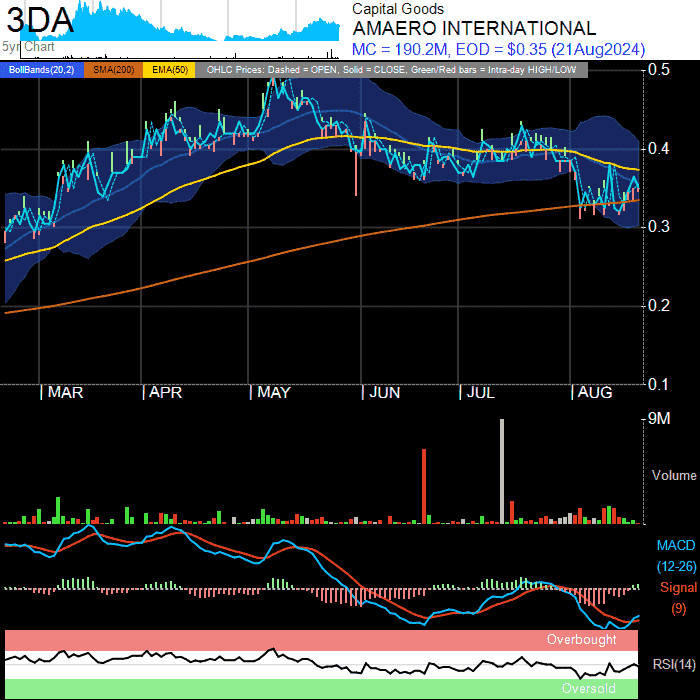 3DA
5yr Chart
Capital Goods
AMAERO INTERNATIONAL
MC = 190.2M, EOD = $0.35 (21Aug2024)
BollBands(20,2) SMA(200) EMA(50) OHLC Prices: Dashed = OPEN, Solid = CLOSE, Green/Red bars = Intra-day HIGH/LOW
0.5
0.4
0.3
0.2
0.1
MAR APR MAY JUN JUL AUG
9M
Volume
MACD
(12-26)
Signal
(9)
Overbought
RSI(14)
Oversold